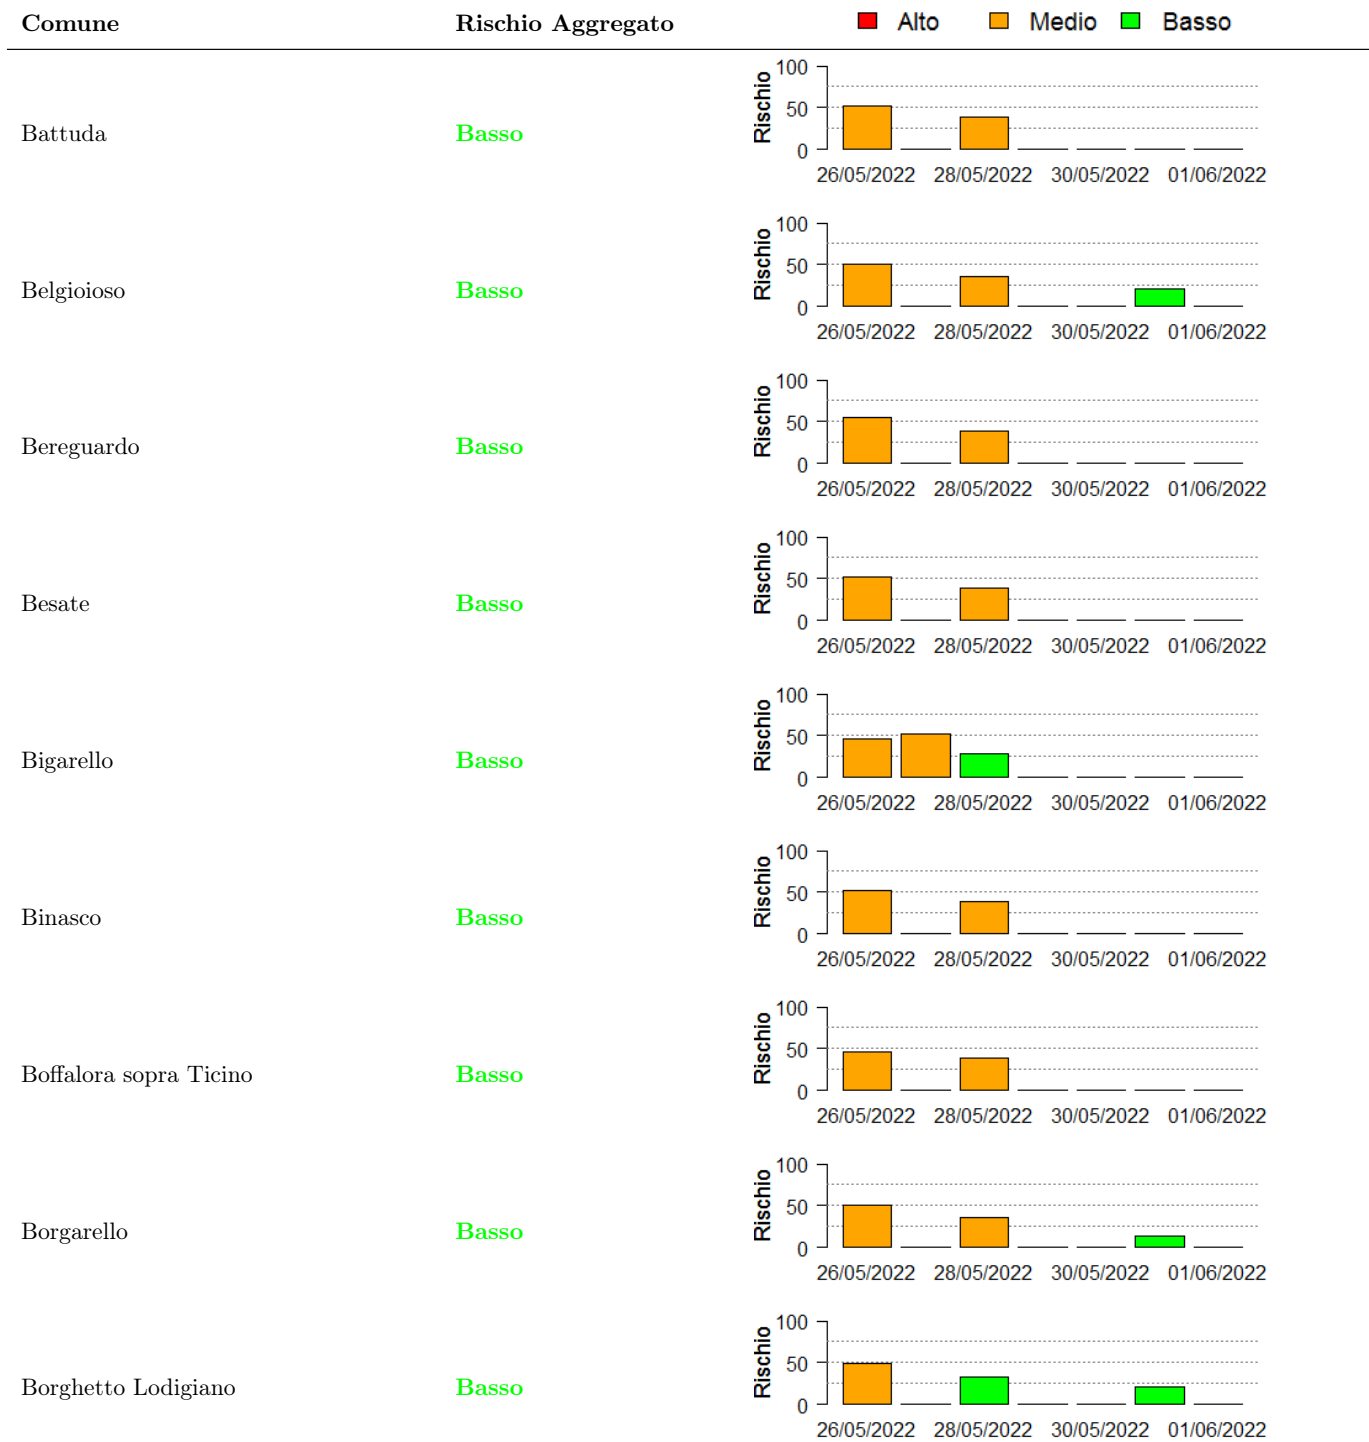 Comune Rischio Aggregato Alto Medio Basso
100
50
0
Rischio
Battuda Basso
26/05/2022 28/05/2022 30/05/2022 01/06/2022
100
50
0
Rischio
Belgioioso Basso
26/05/2022 28/05/2022 30/05/2022 01/06/2022
100
50
0
Rischio
Bereguardo Basso
26/05/2022 28/05/2022 30/05/2022 01/06/2022
100
50
0
Rischio
Besate Basso
26/05/2022 28/05/2022 30/05/2022 01/06/2022
100
50
0
Rischio
Bigarello Basso
26/05/2022 28/05/2022 30/05/2022 01/06/2022
100
50
0
Rischio
Binasco Basso
26/05/2022 28/05/2022 30/05/2022 01/06/2022
100
50
0
Rischio
Boffalora sopra Ticino Basso
26/05/2022 28/05/2022 30/05/2022 01/06/2022
100
50
0
Rischio
Borgarello Basso
26/05/2022 28/05/2022 30/05/2022 01/06/2022
100
50
0
Rischio
Borghetto Lodigiano Basso
26/05/2022 28/05/2022 30/05/2022 01/06/2022